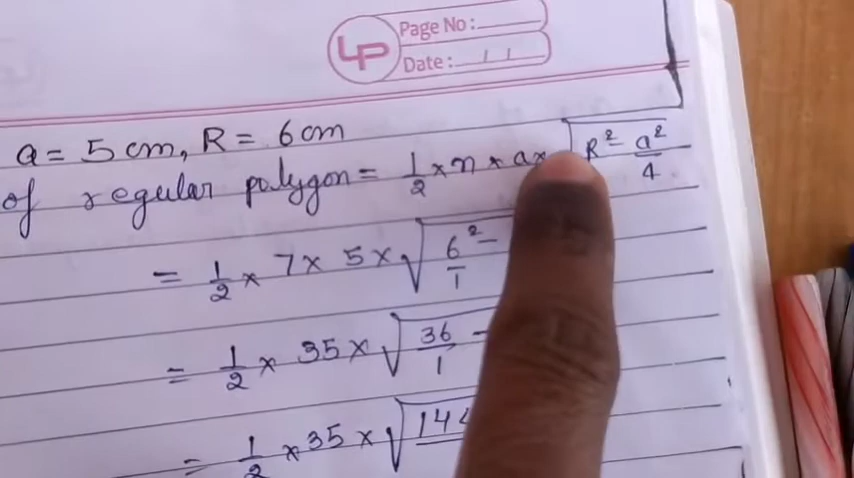 LP
Page No :
Date :
a = 5 cm, R = 6 cm
of regular polygon = 1/2 × n × a × √(R² - a²/4)
= 1/2 × 7 × 5 × √(6²/1 -
= 1/2 × 35 × √(36/1 -
= 1/2 × 35 × √(144